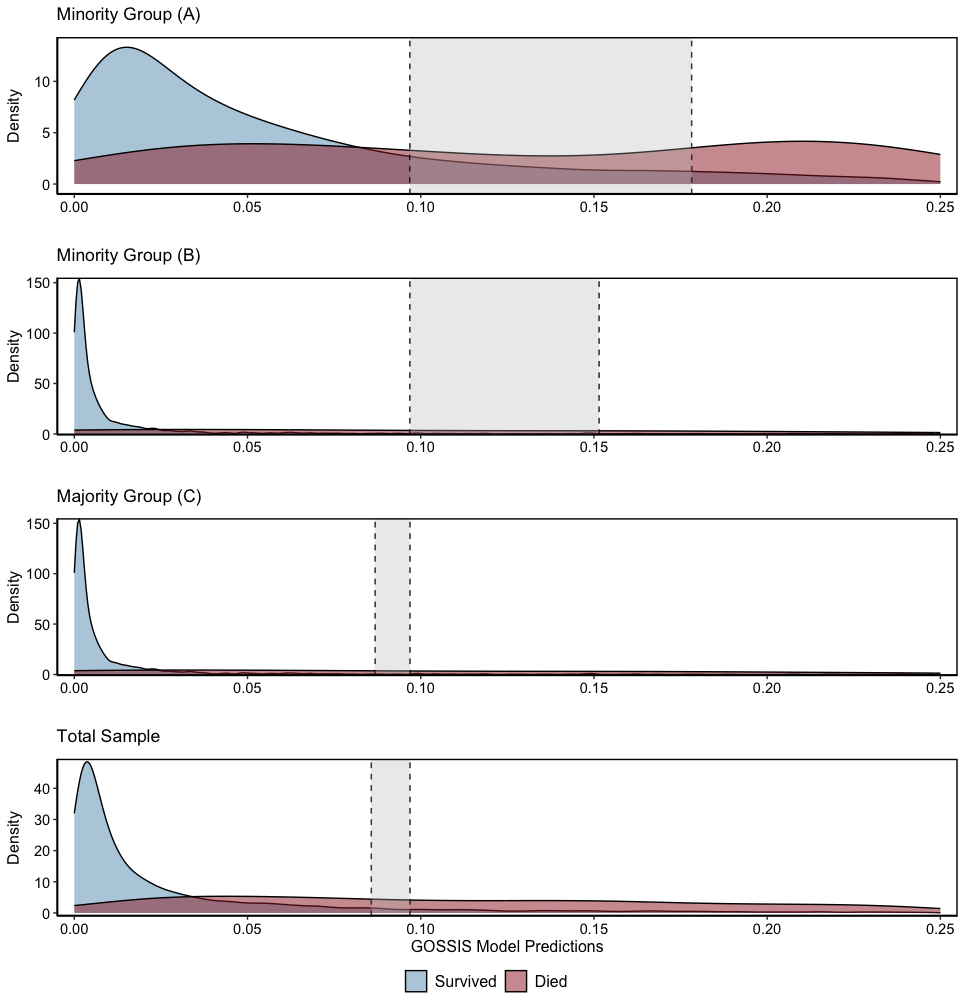 Minority Group (A)
Density
10
5
0
0.00 0.05 0.10 0.15 0.20 0.25
Minority Group (B)
Density
150
100
50
0
0.00 0.05 0.10 0.15 0.20 0.25
Majority Group (C)
Density
150
100
50
0
0.00 0.05 0.10 0.15 0.20 0.25
Total Sample
Density
40
30
20
10
0
0.00 0.05 0.10 0.15 0.20 0.25
GOSSIS Model Predictions
Survived Died